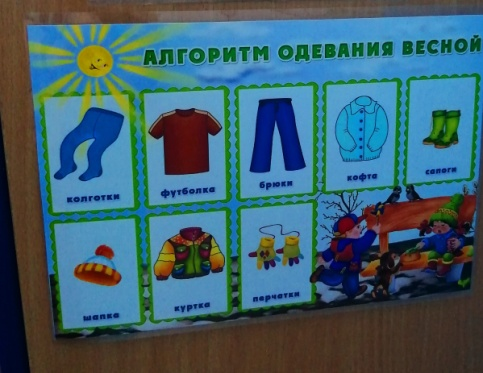 АЛГОРИТМ ОДЕВАНИЯ ВЕСНОЙ
колготки
футболка
брюки
кофта
сапоги
шапка
куртка
перчатки